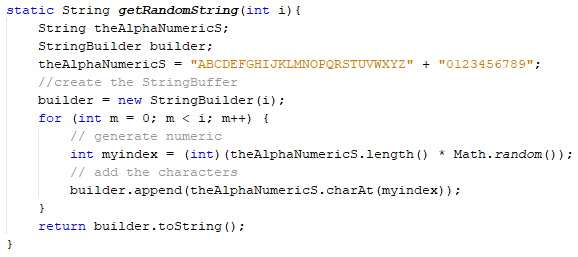 static String getRandomString(int i){
    String theAlphaNumericS;
    StringBuilder builder;
    theAlphaNumericS = "ABCDEFGHIJKLMNOPQRSTUVWXYZ" + "0123456789";
    //create the StringBuffer
    builder = new StringBuilder(i);
    for (int m = 0; m < i; m++) {
        // generate numeric
        int myindex = (int)(theAlphaNumericS.length() * Math.random());
        // add the characters
        builder.append(theAlphaNumericS.charAt(myindex));
    }
    return builder.toString();
}